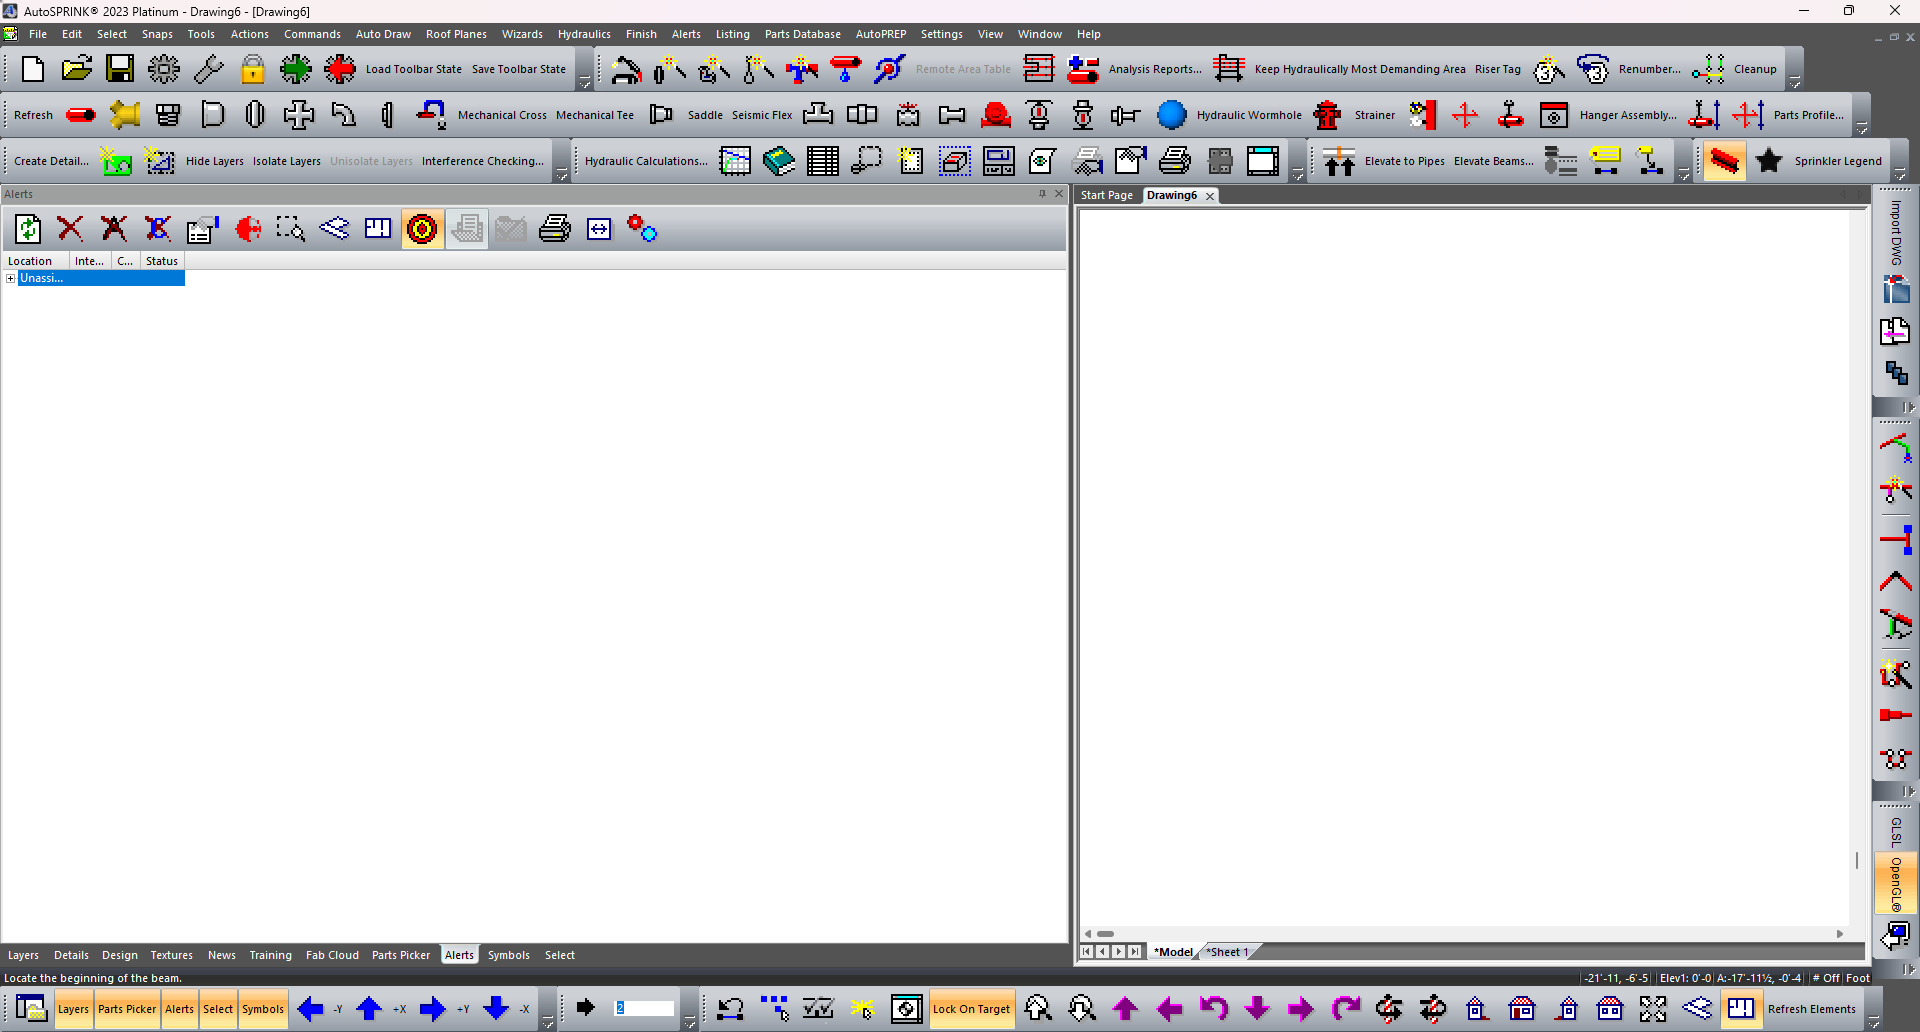 AutoSPRINK® 2023 Platinum - Drawing6 - [Drawing6]
File Edit Select Snaps Tools Actions Commands Auto Draw Roof Planes Wizards Hydraulics Finish Alerts Listing Parts Database AutoPREP Settings View Window Help
Load Toolbar State Save Toolbar State Remote Area Table Analysis Reports... Keep Hydraulically Most Demanding Area Riser Tag Renumber... Cleanup
Refresh Mechanical Cross Mechanical Tee Saddle Seismic Flex Hydraulic Wormhole Strainer Hanger Assembly... Parts Profile...
Create Detail... Hide Layers Isolate Layers Unisolate Layers Interference Checking... Hydraulic Calculations... Elevate to Pipes Elevate Beams... Sprinkler Legend
Alerts
Start Page Drawing6
Location Inte... C... Status
Unassi...
Import DWG
GLSL
OpenGL®
*Model *Sheet 1
Layers Details Design Textures News Training Fab Cloud Parts Picker Alerts Symbols Select
Locate the beginning of the beam.
-21'-11, -6'-5 Elev1: 0'-0 A:-17'-11½, -0'-4 # Off Foot
Layers Parts Picker Alerts Select Symbols -Y +X +Y -X 2 Lock On Target Refresh Elements